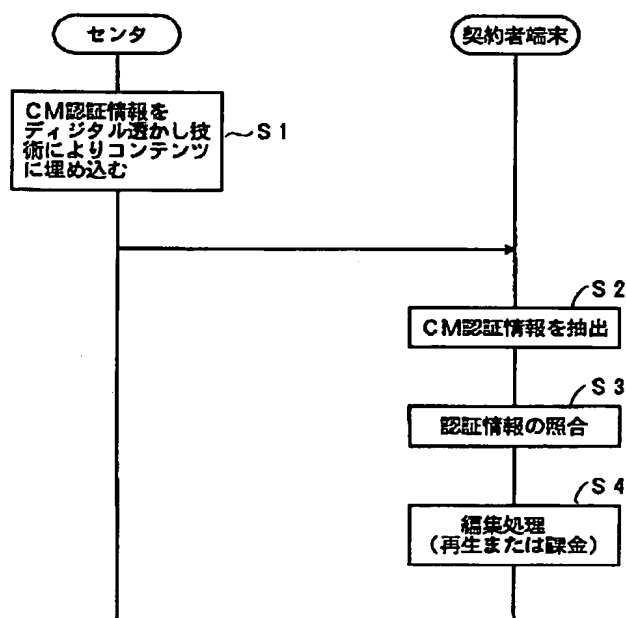 センタ
契約者端末
CM認証情報を
ディジタル透かし技
術によりコンテンツ
に埋め込む
S1
S2
CM認証情報を抽出
S3
認証情報の照合
S4
編集処理
(再生または課金)